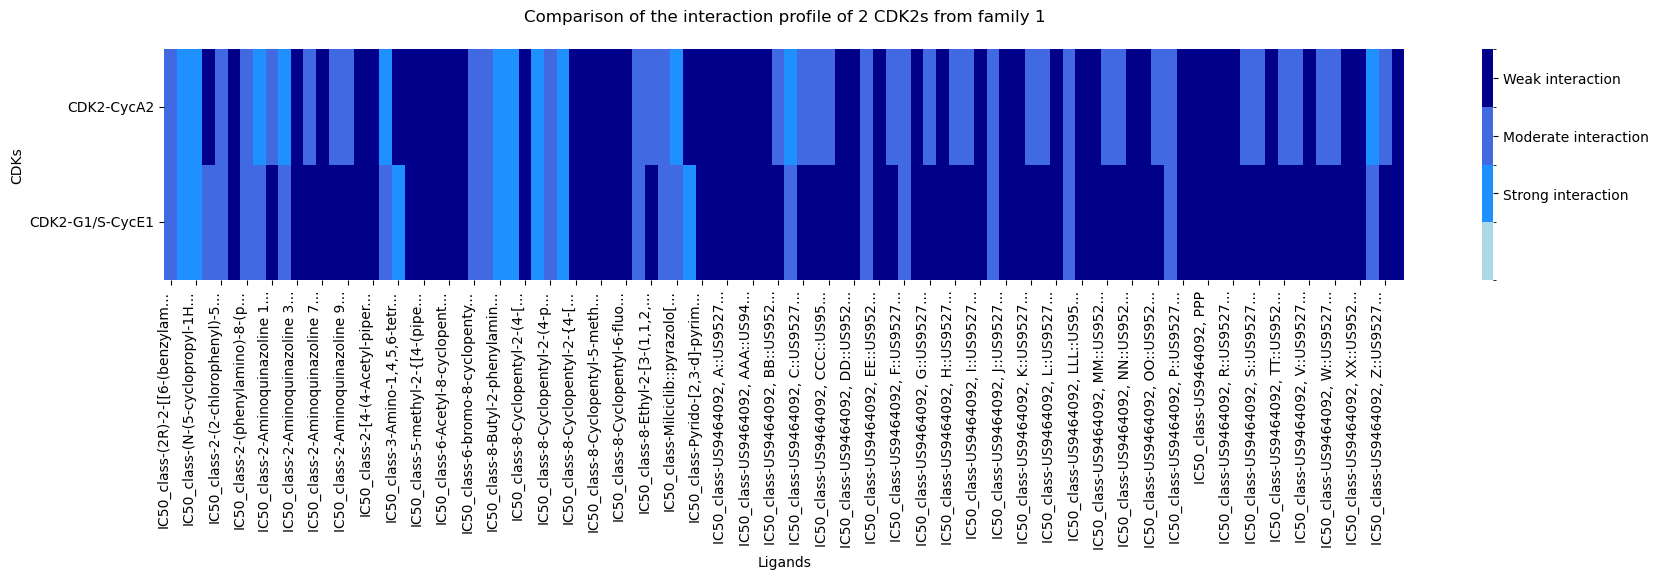 Comparison of the interaction profile of 2 CDK2s from family 1
CDKs
CDK2-CycA2
CDK2-G1/S-CycE1
Weak interaction
Moderate interaction
Strong interaction
IC50_class-(2R)-2-[[6-(benzylam...
IC50_class-(N-(5-cyclopropyl-1H...
IC50_class-2-(2-chlorophenyl)-5...
IC50_class-2-(phenylamino)-8-(p...
IC50_class-2-Aminoquinazoline 1...
IC50_class-2-Aminoquinazoline 3...
IC50_class-2-Aminoquinazoline 7...
IC50_class-2-Aminoquinazoline 9...
IC50_class-2-[4-(4-Acetyl-piper...
IC50_class-3-Amino-1,4,5,6-tetr...
IC50_class-5-methyl-2-{[4-(pipe...
IC50_class-6-Acetyl-8-cyclopent...
IC50_class-6-bromo-8-cyclopenty...
IC50_class-8-Butyl-2-phenylamin...
IC50_class-8-Cyclopentyl-2-(4-[...
IC50_class-8-Cyclopentyl-2-(4-p...
IC50_class-8-Cyclopentyl-2-{4-[...
IC50_class-8-Cyclopentyl-5-meth...
IC50_class-8-Cyclopentyl-6-fluo...
IC50_class-8-Ethyl-2-[3-(1,1,2,...
IC50_class-Milciclib::pyrazolo[...
IC50_class-Pyrido-[2,3-d]-pyrim...
IC50_class-US9464092, A::US9527...
IC50_class-US9464092, AAA::US94...
IC50_class-US9464092, BB::US952...
IC50_class-US9464092, C::US9527...
IC50_class-US9464092, CCC::US95...
IC50_class-US9464092, DD::US952...
IC50_class-US9464092, EE::US952...
IC50_class-US9464092, F::US9527...
IC50_class-US9464092, G::US9527...
IC50_class-US9464092, H::US9527...
IC50_class-US9464092, I::US9527...
IC50_class-US9464092, J::US9527...
IC50_class-US9464092, K::US9527...
IC50_class-US9464092, L::US9527...
IC50_class-US9464092, LLL::US95...
IC50_class-US9464092, MM::US952...
IC50_class-US9464092, NN::US952...
IC50_class-US9464092, OO::US952...
IC50_class-US9464092, P::US9527...
IC50_class-US9464092, PPP
IC50_class-US9464092, R::US9527...
IC50_class-US9464092, S::US9527...
IC50_class-US9464092, TT::US952...
IC50_class-US9464092, V::US9527...
IC50_class-US9464092, W::US9527...
IC50_class-US9464092, XX::US952...
IC50_class-US9464092, Z::US9527...
Ligands